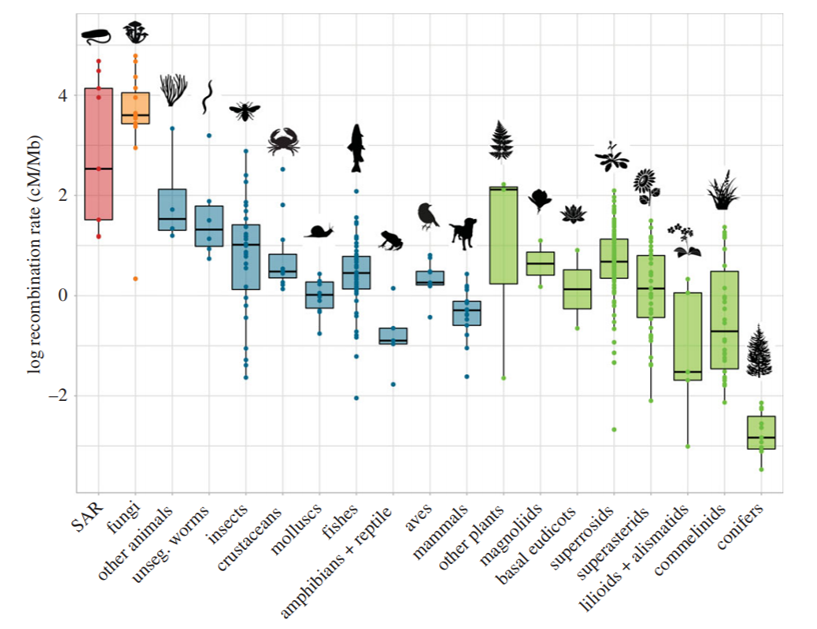 log recombination rate (cM/Mb)
4
2
0
−2
SAR
fungi
other animals
unseg. worms
insects
crustaceans
molluscs
fishes
amphibians + reptile
aves
mammals
other plants
magnoliids
basal eudicots
superrosids
superasterids
lilioids + alismatids
commelinids
conifers